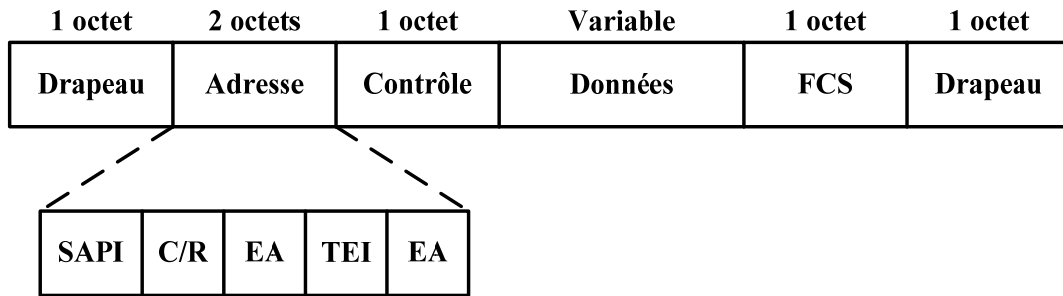 1 octet 2 octets 1 octet Variable 1 octet 1 octet
Drapeau Adresse Contrôle Données FCS Drapeau
SAPI C/R EA TEI EA